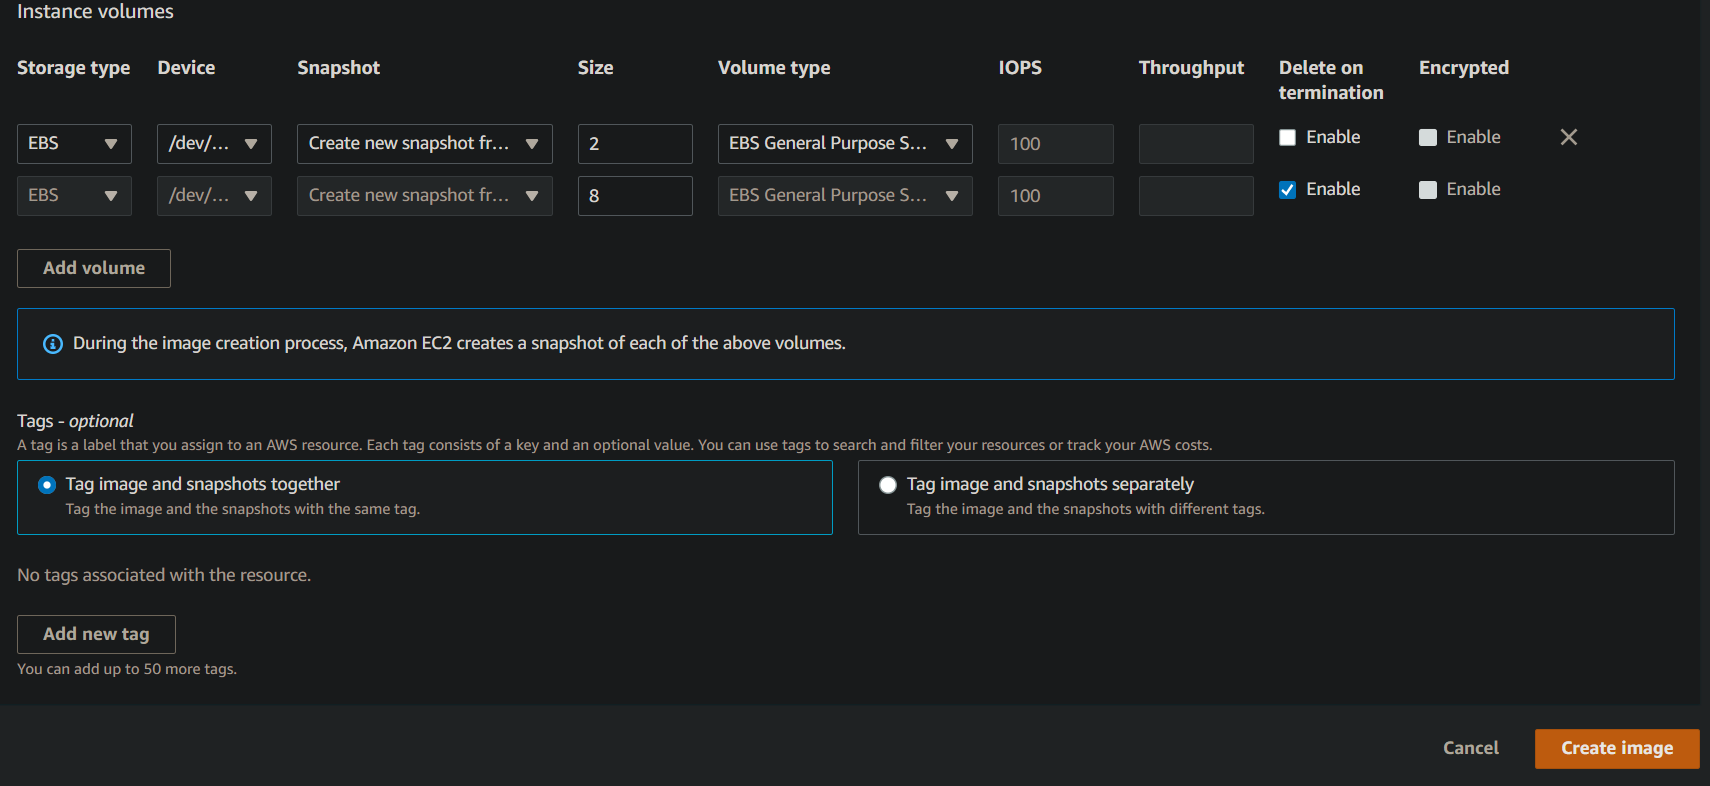 Instance volumes
Storage type Device Snapshot Size Volume type IOPS Throughput Delete on termination Encrypted
EBS /dev/... Create new snapshot fr... 2 EBS General Purpose S... 100 Enable Enable
EBS /dev/... Create new snapshot fr... 8 EBS General Purpose S... 100 Enable Enable
Add volume
During the image creation process, Amazon EC2 creates a snapshot of each of the above volumes.
Tags - optional
A tag is a label that you assign to an AWS resource. Each tag consists of a key and an optional value. You can use tags to search and filter your resources or track your AWS costs.
Tag image and snapshots together
Tag the image and the snapshots with the same tag.
Tag image and snapshots separately
Tag the image and the snapshots with different tags.
No tags associated with the resource.
Add new tag
You can add up to 50 more tags.
Cancel Create image